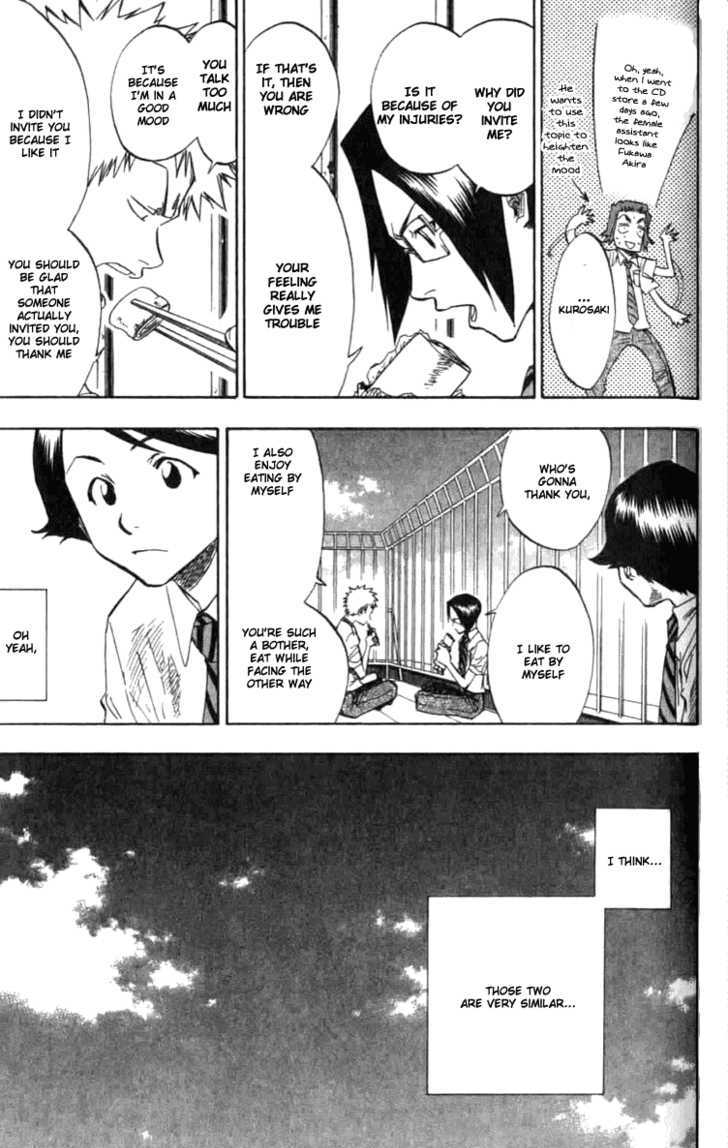 Oh, yeah,
when I went
to the CD
store a few
days ago,
the female
assistant
looks like
Fukawa
Akira
He
wants
to use
this
topic to
heighten
the
mood
...
KUROSAKI
WHY DID
YOU
INVITE
ME?
IS IT
BECAUSE OF
MY INJURIES?
IF THAT'S
IT, THEN
YOU ARE
WRONG
YOUR
FEELING
REALLY
GIVES ME
TROUBLE
YOU
TALK
TOO
MUCH
IT'S
BECAUSE
I'M IN A
GOOD
MOOD
I DIDN'T
INVITE YOU
BECAUSE I
LIKE IT
YOU SHOULD
BE GLAD
THAT
SOMEONE
ACTUALLY
INVITED YOU,
YOU SHOULD
THANK ME
WHO'S
GONNA
THANK YOU,
I LIKE TO
EAT BY
MYSELF
I ALSO
ENJOY
EATING BY
MYSELF
YOU'RE SUCH
A BOTHER,
EAT WHILE
FACING THE
OTHER WAY
OH
YEAH,
I THINK...
THOSE TWO
ARE VERY SIMILAR...